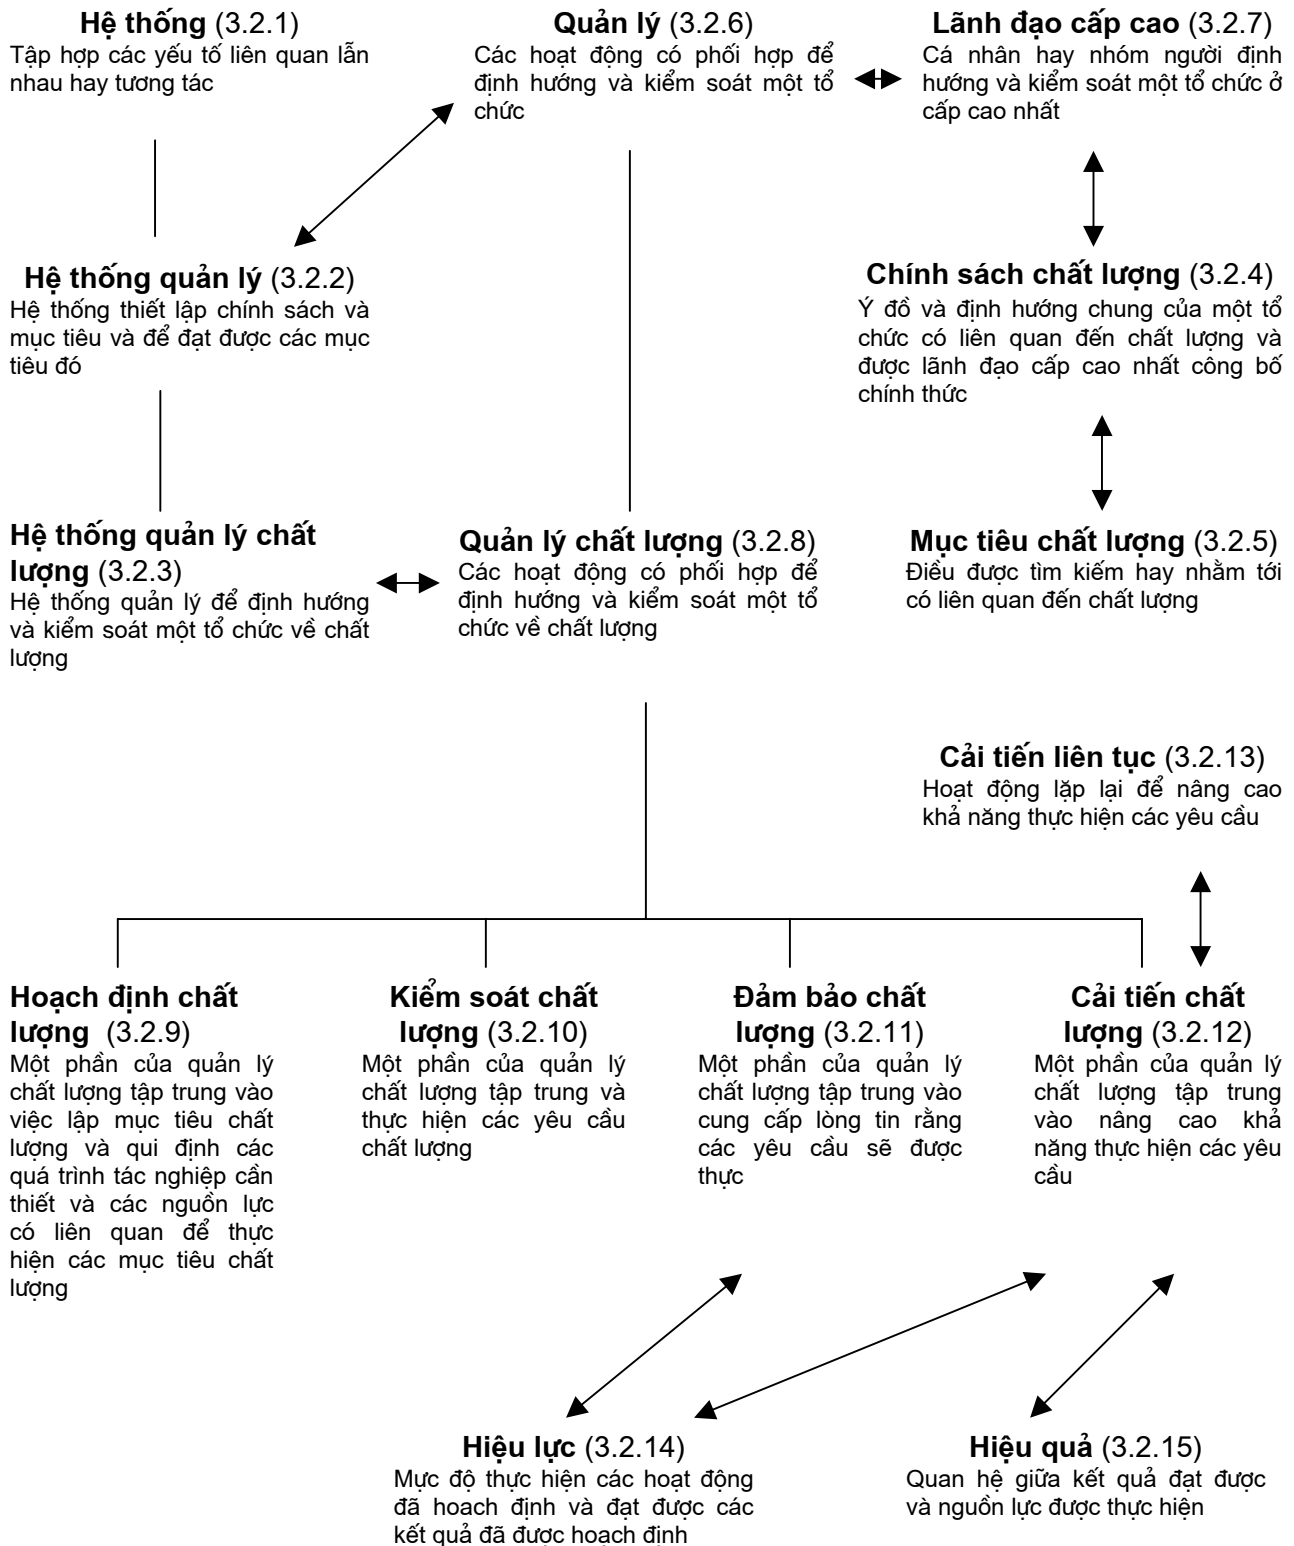 Hệ thống (3.2.1)
Tập hợp các yếu tố liên quan lẫn
nhau hay tương tác
Quản lý (3.2.6)
Các hoạt động có phối hợp để
định hướng và kiểm soát một tổ
chức
Lãnh đạo cấp cao (3.2.7)
Cá nhân hay nhóm người định
hướng và kiểm soát một tổ chức ở
cấp cao nhất
Hệ thống quản lý (3.2.2)
Hệ thống thiết lập chính sách và
mục tiêu và để đạt được các mục
tiêu đó
Chính sách chất lượng (3.2.4)
Ý đồ và định hướng chung của một tổ
chức có liên quan đến chất lượng và
được lãnh đạo cấp cao nhất công bố
chính thức
Hệ thống quản lý chất
lượng (3.2.3)
Hệ thống quản lý để định hướng
và kiểm soát một tổ chức về chất
lượng
Quản lý chất lượng (3.2.8)
Các hoạt động có phối hợp để
định hướng và kiểm soát một tổ
chức về chất lượng
Mục tiêu chất lượng (3.2.5)
Điều được tìm kiếm hay nhằm tới
có liên quan đến chất lượng
Cải tiến liên tục (3.2.13)
Hoạt động lặp lại để nâng cao
khả năng thực hiện các yêu cầu
Hoạch định chất
lượng (3.2.9)
Một phần của quản lý
chất lượng tập trung vào
việc lập mục tiêu chất
lượng và qui định các
quá trình tác nghiệp cần
thiết và các nguồn lực
có liên quan để thực
hiện các mục tiêu chất
lượng
Kiểm soát chất
lượng (3.2.10)
Một phần của quản lý
chất lượng tập trung và
thực hiện các yêu cầu
chất lượng
Đảm bảo chất
lượng (3.2.11)
Một phần của quản lý
chất lượng tập trung vào
cung cấp lòng tin rằng
các yêu cầu sẽ được
thực
Cải tiến chất
lượng (3.2.12)
Một phần của quản lý
chất lượng tập trung
vào nâng cao khả
năng thực hiện các yêu
cầu
Hiệu lực (3.2.14)
Mực độ thực hiện các hoạt động
đã hoach định và đạt được các
kết quả đã được hoạch định
Hiệu quả (3.2.15)
Quan hệ giữa kết quả đạt được
và nguồn lực được thực hiện